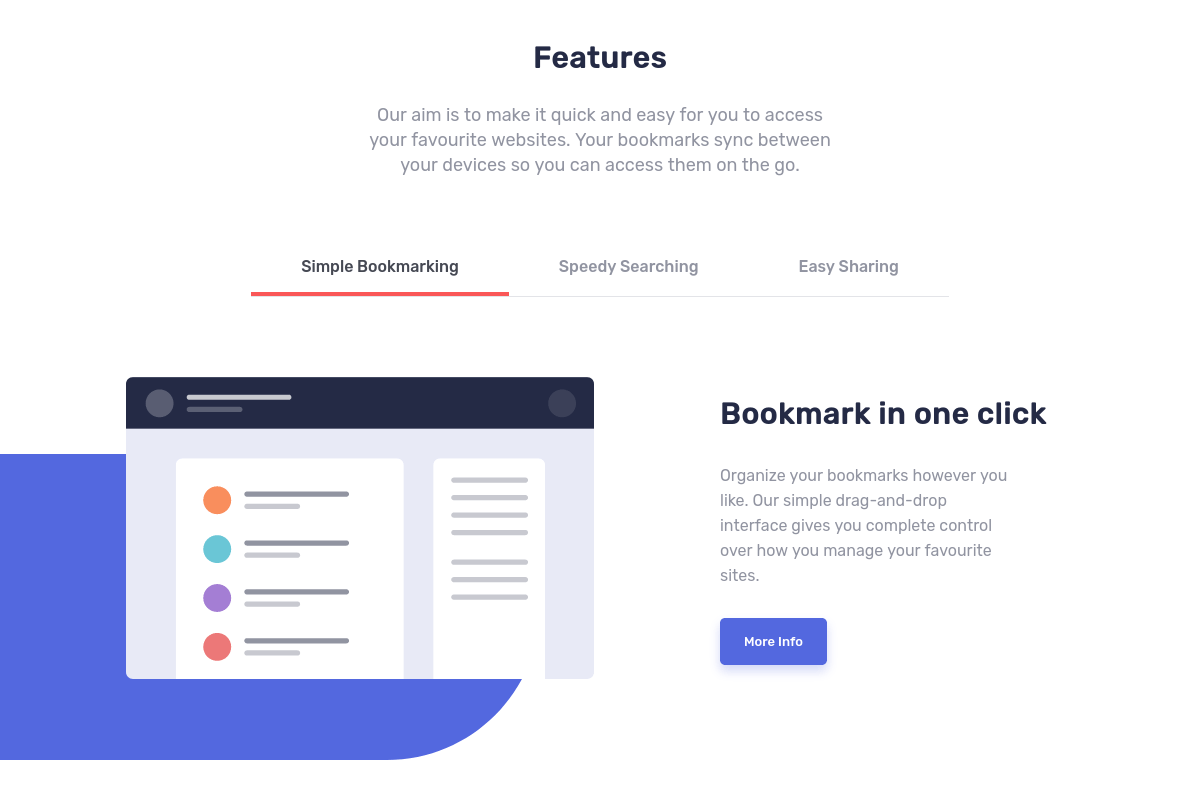 Features
Our aim is to make it quick and easy for you to access
your favourite websites. Your bookmarks sync between
your devices so you can access them on the go.
Simple Bookmarking
Speedy Searching
Easy Sharing
Bookmark in one click
Organize your bookmarks however you
like. Our simple drag-and-drop
interface gives you complete control
over how you manage your favourite
sites.
More Info